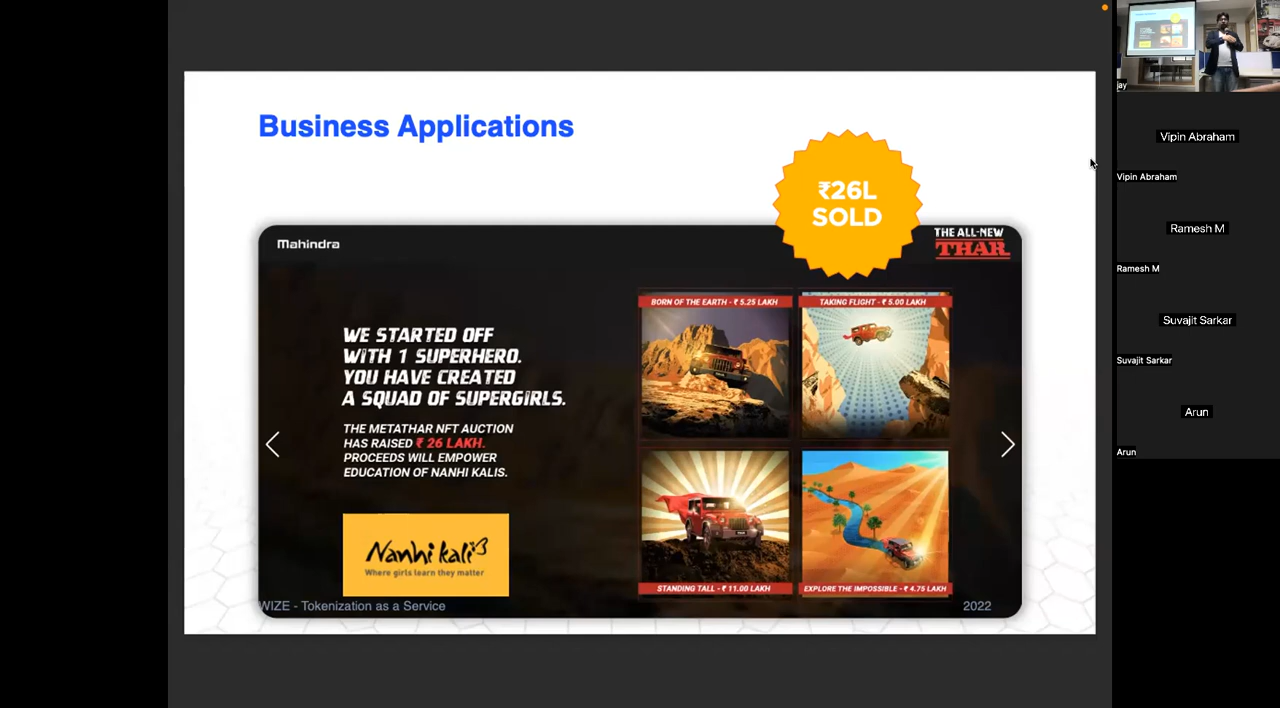 Business Applications
₹26L
SOLD
Mahindra
THE ALL-NEW
THAR
WE STARTED OFF
WITH 1 SUPERHERO.
YOU HAVE CREATED
A SQUAD OF SUPERGIRLS.
THE METATHAR NFT AUCTION
HAS RAISED ₹ 26 LAKH.
PROCEEDS WILL EMPOWER
EDUCATION OF NANHI KALIS.
Nanhi kali
Where girls learn they matter
BORN OF THE EARTH - ₹ 5.25 LAKH
TAKING FLIGHT - ₹ 5.00 LAKH
STANDING TALL - ₹ 11.00 LAKH
EXPLORE THE IMPOSSIBLE - ₹ 4.75 LAKH
WIZE - Tokenization as a Service
2022
jay
Vipin Abraham
Vipin Abraham
Ramesh M
Ramesh M
Suvajit Sarkar
Suvajit Sarkar
Arun
Arun